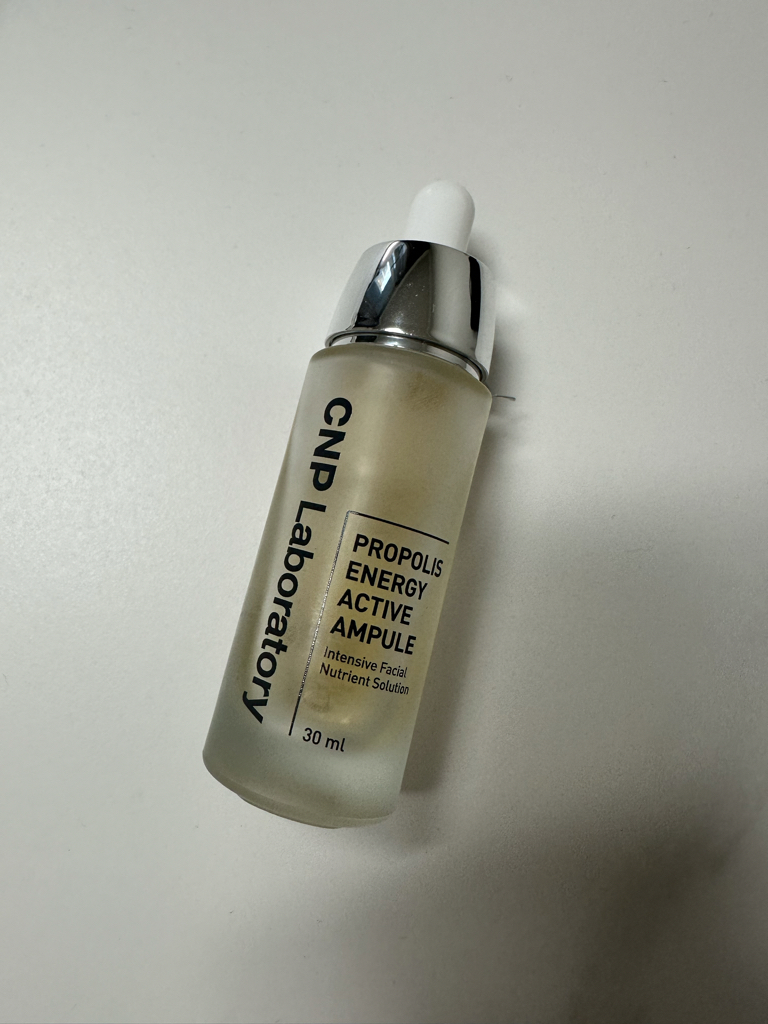 CNP Laboratory
PROPOLIS
ENERGY
ACTIVE
AMPULE
Intensive Facial
Nutrient Solution
30 ml